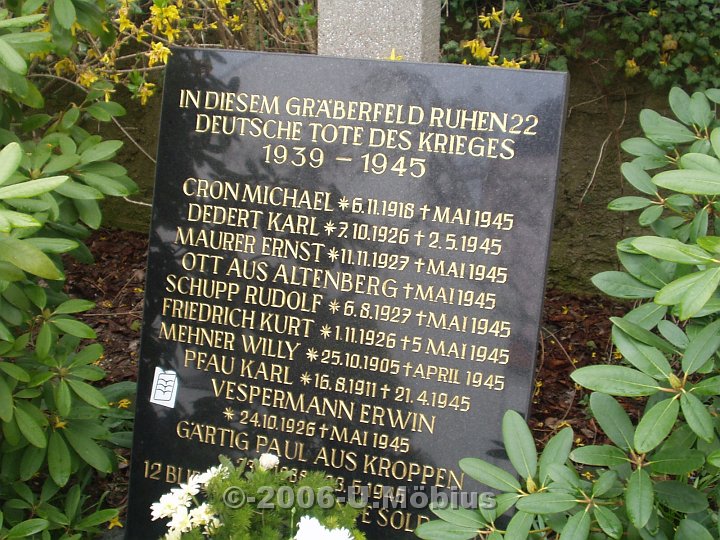 IN DIESEM GRÄBERFELD RUHEN 22
DEUTSCHE TOTE DES KRIEGES
1939 – 1945
CRON MICHAEL * 6.11.1918 † MAI 1945
DEDERT KARL * 7.10.1926 † 2.5.1945
MAURER ERNST * 11.11.1927 † MAI 1945
OTT AUS ALTENBERG † MAI 1945
SCHUPP RUDOLF * 6.8.1927 † MAI 1945
FRIEDRICH KURT * 1.11.1926 † 5 MAI 1945
MEHNER WILLY * 25.10.1905 † APRIL 1945
PFAU KARL * 16.8.1911 † 21.4.1945
VESPERMANN ERWIN
* 24.10.1926 † MAI 1945
GÄRTIG PAUL AUS KROPPEN
12
©-2006-U.Möbius